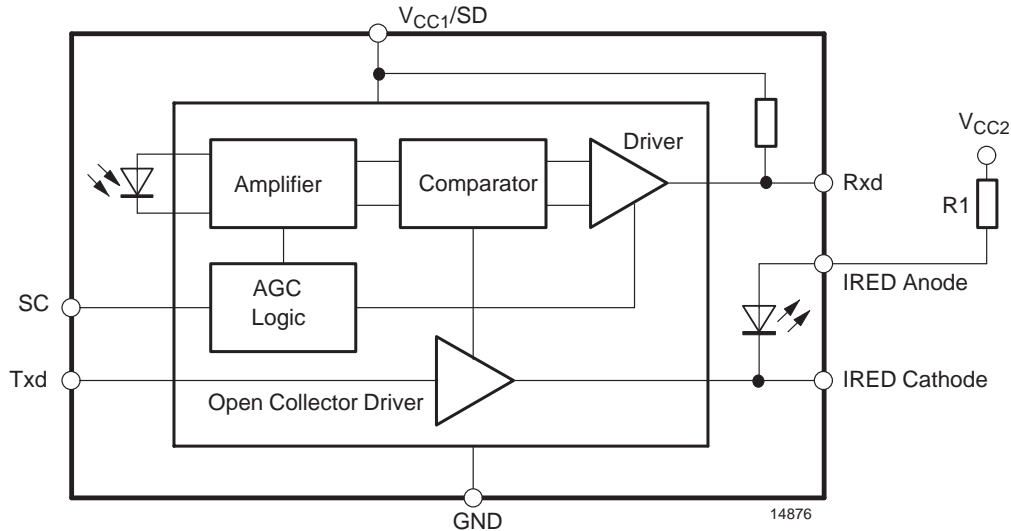 VCC1/SD
Driver
VCC2
Amplifier
Comparator
Rxd
R1
IRED Anode
SC
AGC
Logic
Txd
Open Collector Driver
IRED Cathode
14876
GND